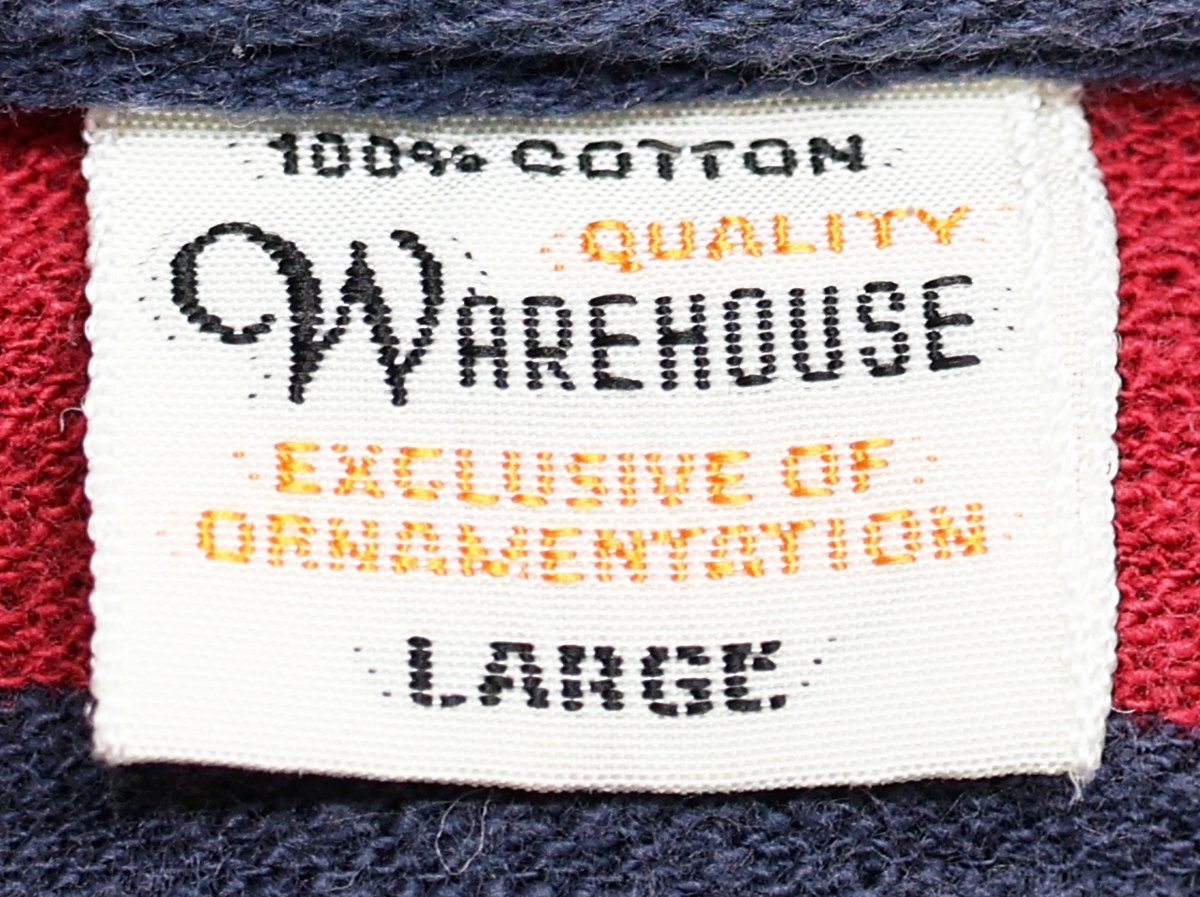 100% COTTON
QUALITY
WAREHOUSE
EXCLUSIVE OF
ORNAMENTATION
LARGE